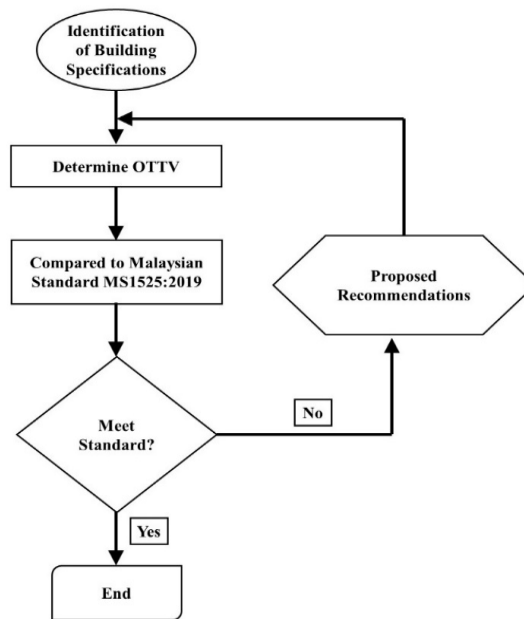 Identification
of Building
Specifications
Determine OTTV
Compared to Malaysian
Standard MS1525:2019
Proposed
Recommendations
Meet
Standard?
No
Yes
End